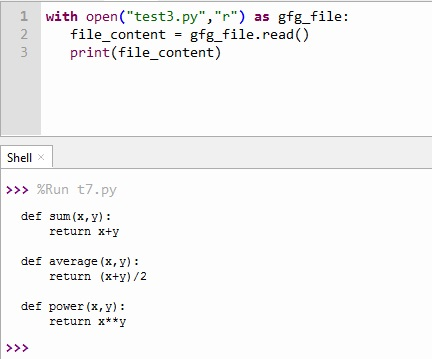 1 with open("test3.py","r") as gfg_file:
2    file_content = gfg_file.read()
3    print(file_content)
Shell ×
>>> %Run t7.py
def sum(x,y):
    return x+y
def average(x,y):
    return (x+y)/2
def power(x,y):
    return x**y
>>>